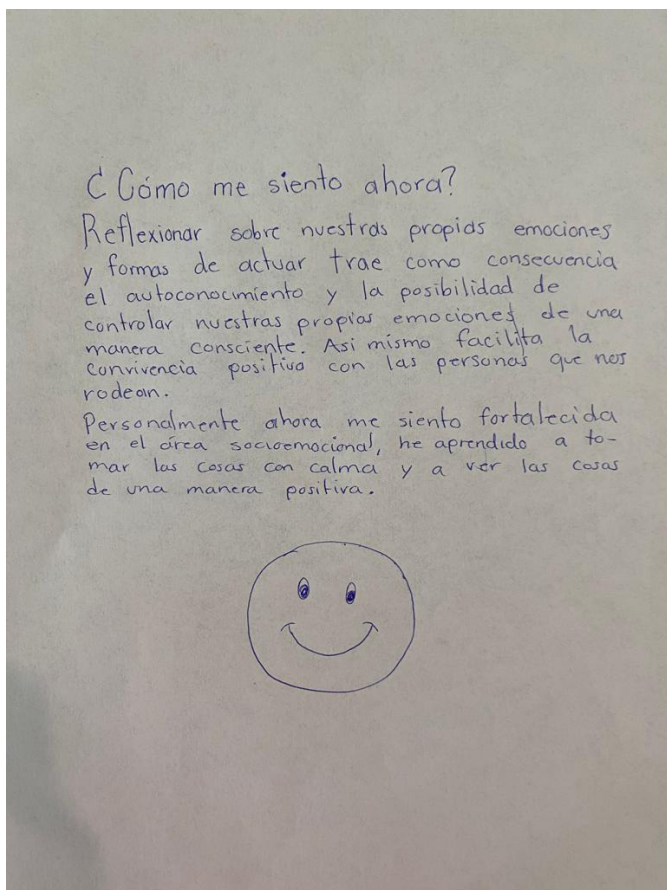 ¿Cómo me siento ahora?
Reflexionar sobre nuestras propias emociones
y formas de actuar trae como consecuencia
el autoconocimiento y la posibilidad de
controlar nuestras propias emociones de una
manera consciente. Asi mismo facilita la
convivencia positiva con las personas que nos
rodean.
Personalmente ahora me siento fortalecida
en el área socioemocional, he aprendido a to-
mar las cosas con calma y a ver las cosas
de una manera positiva.